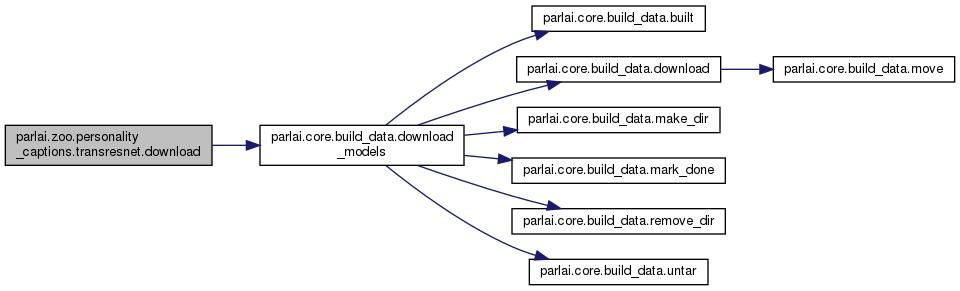 parlai.zoo.personality
_captions.transresnet.download
parlai.core.build_data.download
_models
parlai.core.build_data.built
parlai.core.build_data.download
parlai.core.build_data.move
parlai.core.build_data.make_dir
parlai.core.build_data.mark_done
parlai.core.build_data.remove_dir
parlai.core.build_data.untar